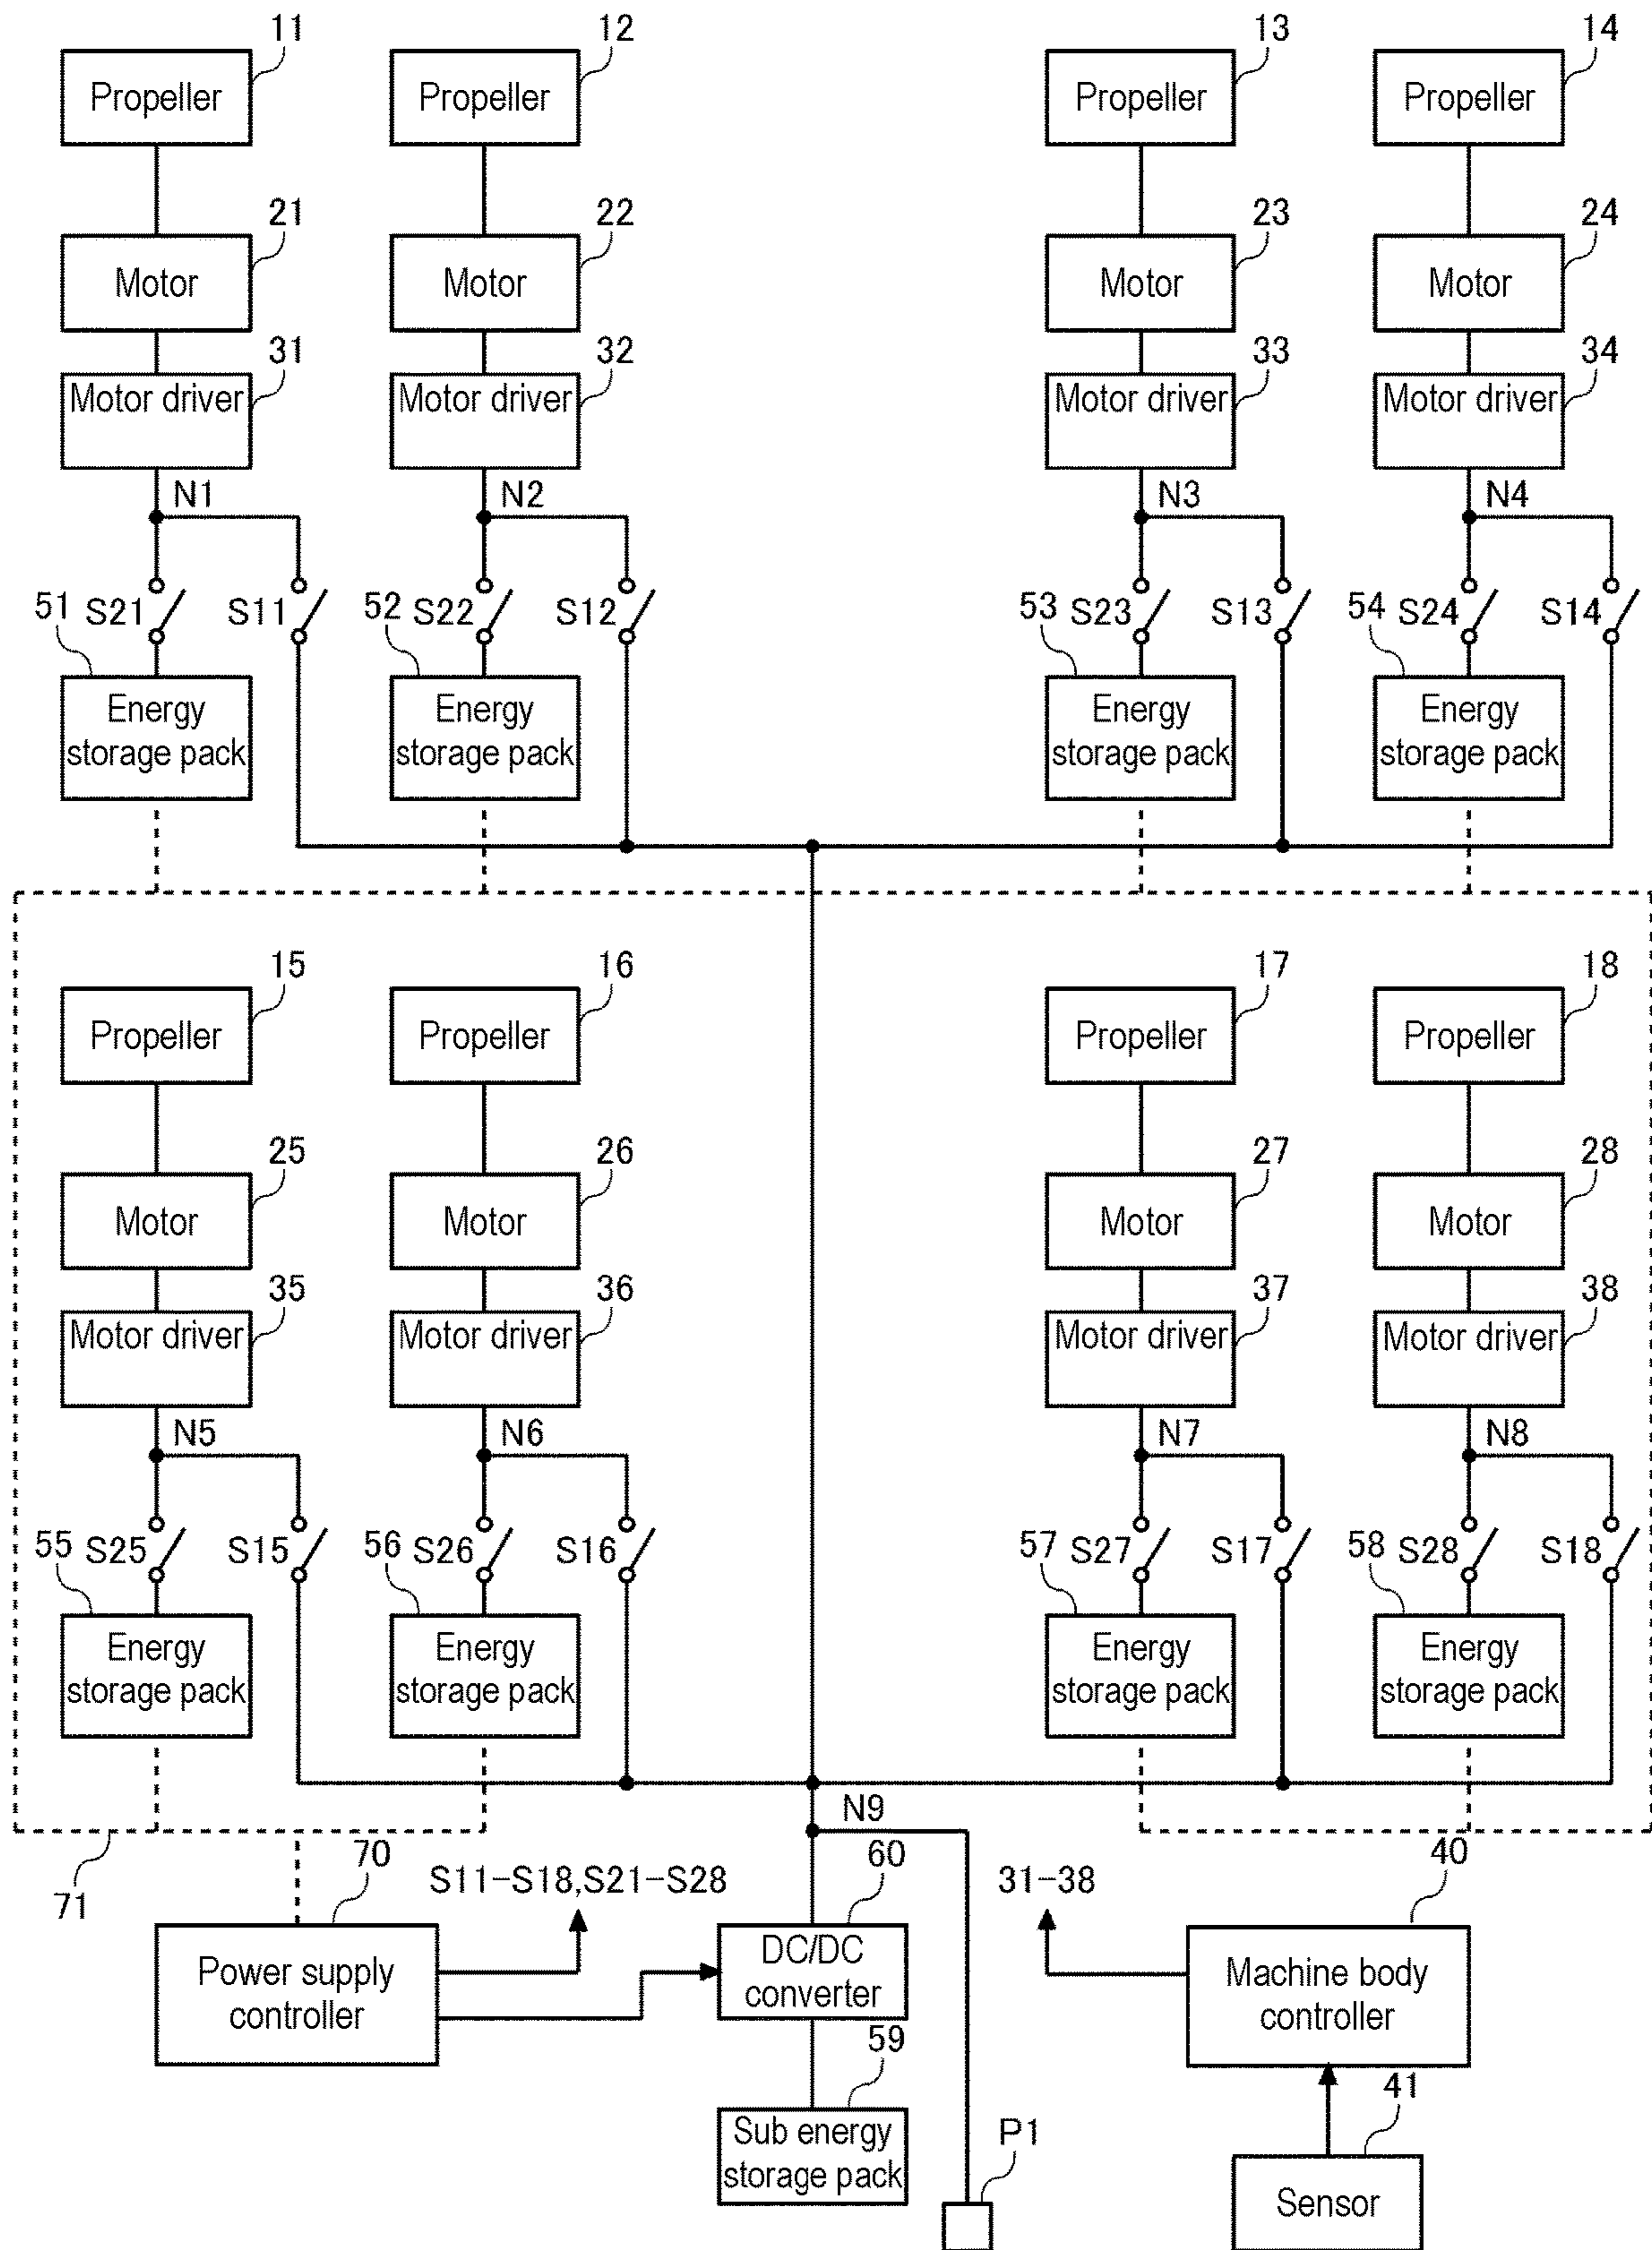 11 12 13 14
Propeller Propeller Propeller Propeller
21 22 23 24
Motor Motor Motor Motor
31 32 33 34
Motor driver Motor driver Motor driver Motor driver
N1 N2 N3 N4
51 S21 S11 52 S22 S12 53 S23 S13 54 S24 S14
Energy Energy Energy Energy
storage pack storage pack storage pack storage pack
15 16 17 18
Propeller Propeller Propeller Propeller
25 26 27 28
Motor Motor Motor Motor
35 36 37 38
Motor driver Motor driver Motor driver Motor driver
N5 N6 N7 N8
55 S25 S15 56 S26 S16 57 S27 S17 58 S28 S18
Energy Energy Energy Energy
storage pack storage pack storage pack storage pack
N9
71 70 S11-S18,S21-S28 60 31-38 40
Power supply
controller
DC/DC
converter
Machine body
controller
59 41
Sub energy
storage pack
P1
Sensor